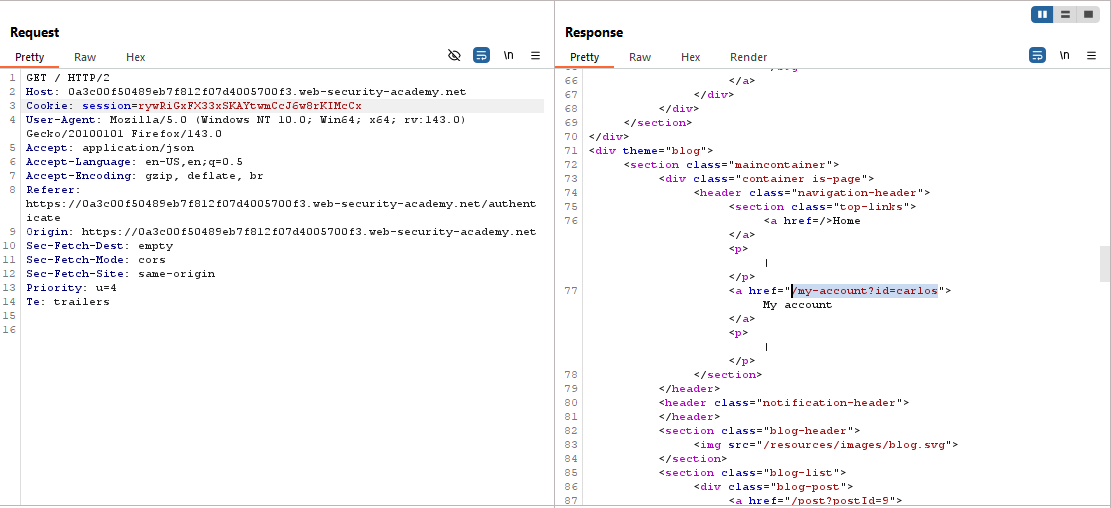 Request
Pretty Raw Hex \n
1 GET / HTTP/2
2 Host: 0a3c00f50489eb7f812f07d4005700f3.web-security-academy.net
3 Cookie: session=rywRiGxFX33xSKAYtwmCcJ6w8rKIMcCx
4 User-Agent: Mozilla/5.0 (Windows NT 10.0; Win64; x64; rv:143.0)
Gecko/20100101 Firefox/143.0
5 Accept: application/json
6 Accept-Language: en-US,en;q=0.5
7 Accept-Encoding: gzip, deflate, br
8 Referer:
https://0a3c00f50489eb7f812f07d4005700f3.web-security-academy.net/authent
icate
9 Origin: https://0a3c00f50489eb7f812f07d4005700f3.web-security-academy.net
10 Sec-Fetch-Dest: empty
11 Sec-Fetch-Mode: cors
12 Sec-Fetch-Site: same-origin
13 Priority: u=4
14 Te: trailers
15
16
Response
Pretty Raw Hex Render \n
66 </a>
67 </div>
68 </div>
69 </section>
70 </div>
71 <div theme="blog">
72 <section class="maincontainer">
73 <div class="container is-page">
74 <header class="navigation-header">
75 <section class="top-links">
76 <a href=/>Home
</a>
<p>
|
</p>
77 <a href="/my-account?id=carlos">
My account
</a>
<p>
|
</p>
78 </section>
79 </header>
80 <header class="notification-header">
81 </header>
82 <section class="blog-header">
83 <img src="/resources/images/blog.svg">
84 </section>
85 <section class="blog-list">
86 <div class="blog-post">
87 <a href="/post?postId=9">